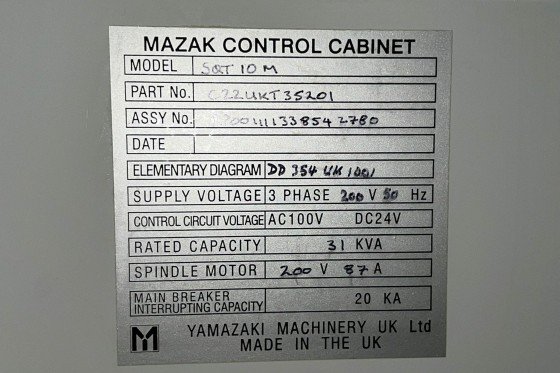 MAZAK CONTROL CABINET
MODEL SQT 10 M
PART No. C22UKT35201
ASSY No.
DATE
ELEMENTARY DIAGRAM DD 354 UK 1001
SUPPLY VOLTAGE 3 PHASE 200 V 50 Hz
CONTROL CIRCUIT VOLTAGE AC100V DC24V
RATED CAPACITY 31 KVA
SPINDLE MOTOR 200 V 87 A
MAIN BREAKER
INTERRUPTING CAPACITY 20 KA
YAMAZAKI MACHINERY UK Ltd
MADE IN THE UK